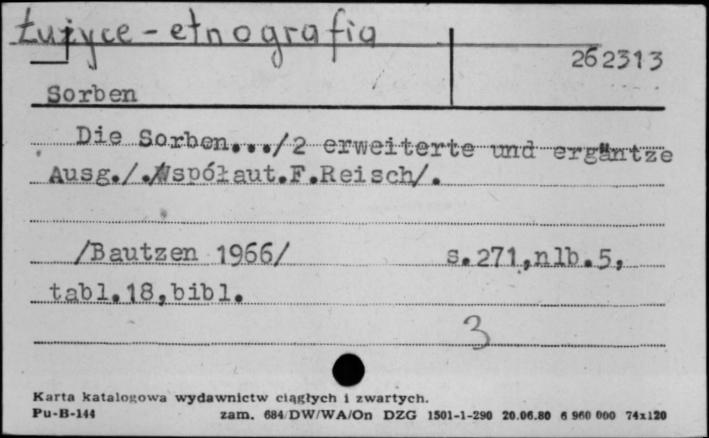 Łużyce - etnografia
262313
Sorben
Die Sorben.../2 erweiterte und ergäntze
Ausg././Współaut.F.Reisch/.
/Bautzen 1966/ s.271,nlb.5,
tabl.18,bibl.
3
Karta katalogowa wydawnictw ciągłych i zwartych.
Pu-B-144 zam. 684/DW/WA/On DZG 1501-1-290 20.06.80 6 960 000 74x120